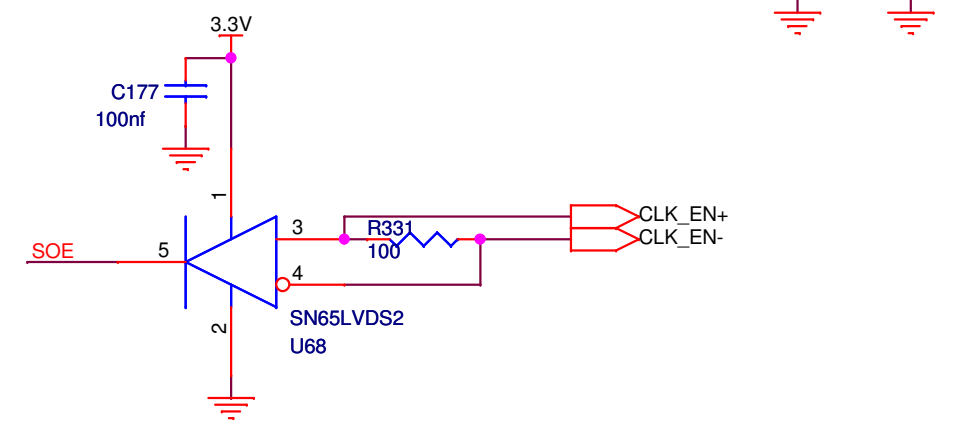 3.3V
C177
100nf
1
3
R331
CLK_EN+
CLK_EN-
SOE
5
100
4
2
SN65LVDS2
U68